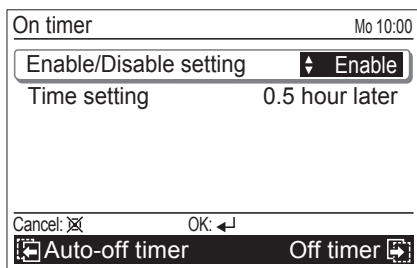 On timer Mo 10:00
Enable/Disable setting Enable
Time setting 0.5 hour later
Cancel: OK:
Auto-off timer Off timer